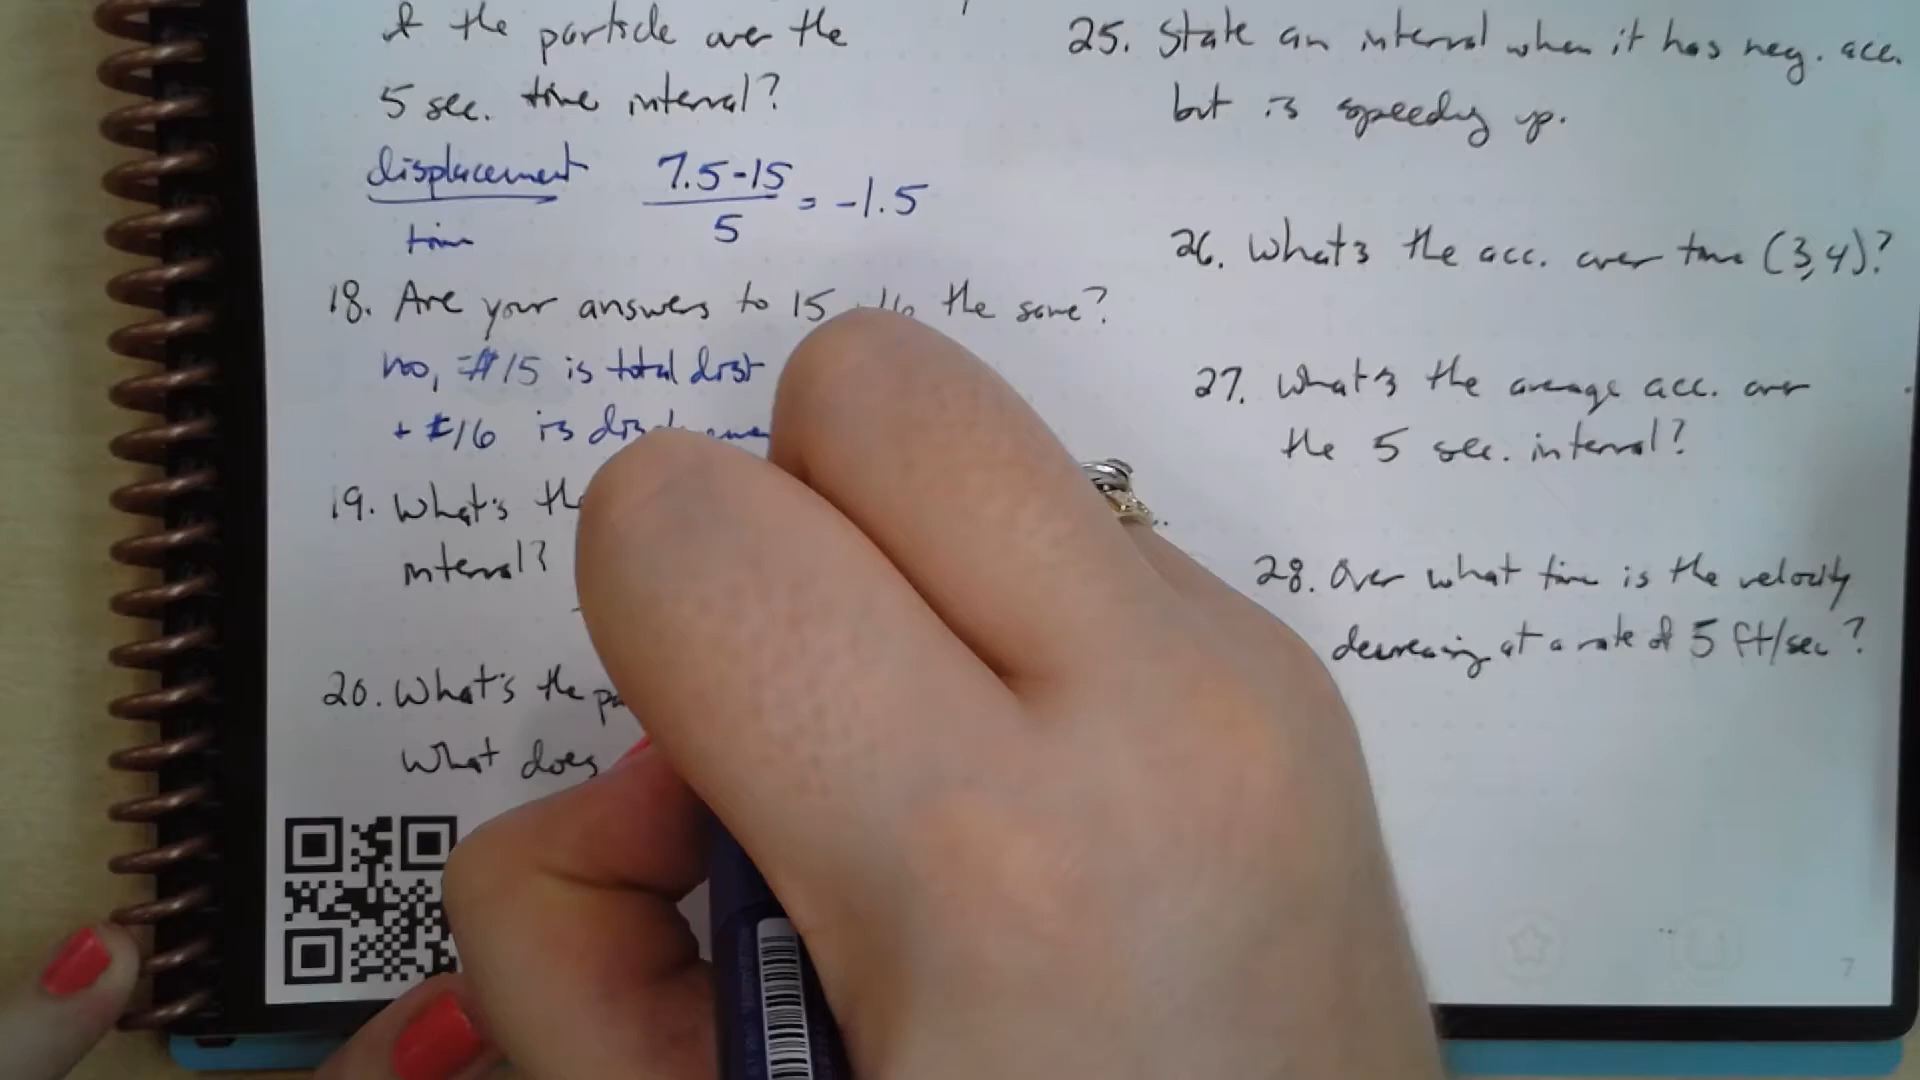 of the particle over the
5 sec. time interval?
displacement
time
7.5-15
5
= -1.5
18. Are your answers to 15 + 16 the same?
no, #15 is total dist
+ #16 is
19. What's the
interval?
20. What's the
What does
25. State an interval when it has neg. acc.
but is speeding up.
26. What's the acc. over time (3,4)?
27. What's the average acc. over
the 5 sec. interval?
28. Over what time is the velocity
decreasing at a rate of 5 ft/sec?
7